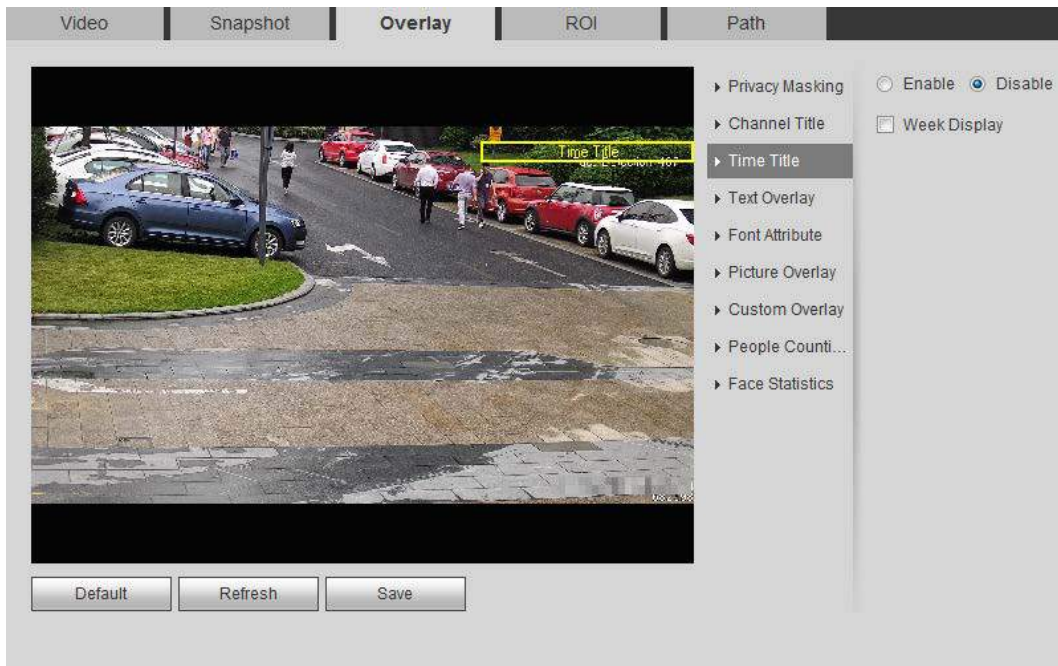 Video Snapshot Overlay ROI Path
Time Title
Privacy Masking
Channel Title
Time Title
Text Overlay
Font Attribute
Picture Overlay
Custom Overlay
People Counti...
Face Statistics
Enable Disable
Week Display
Default Refresh Save